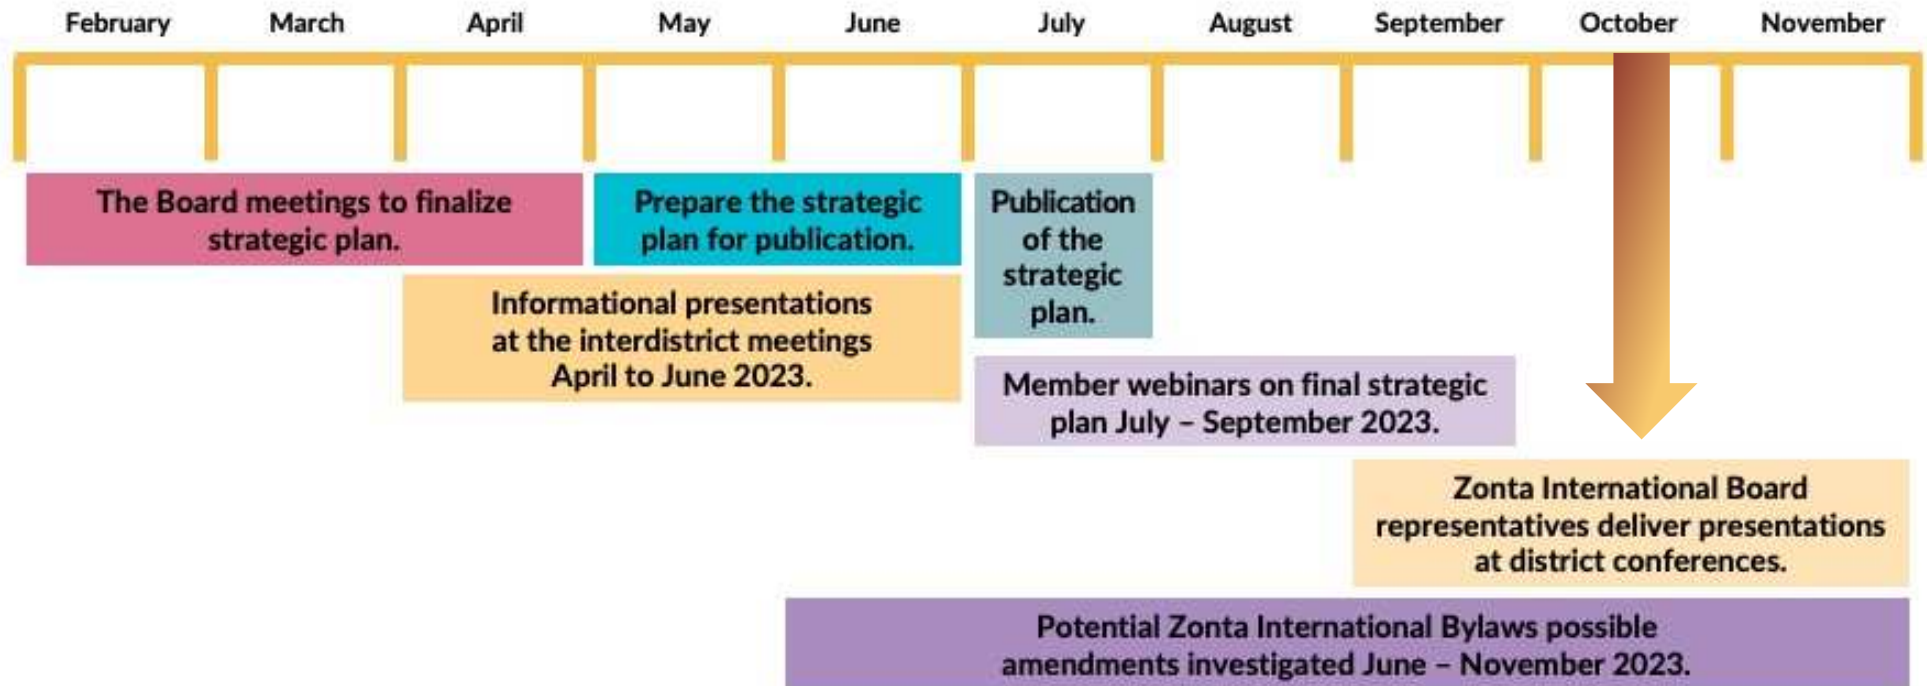 February March April May June July August September October November
The Board meetings to finalize
strategic plan.
Prepare the strategic
plan for publication.
Publication
of the
strategic
plan.
Informational presentations
at the interdistrict meetings
April to June 2023.
Member webinars on final strategic
plan July – September 2023.
Zonta International Board
representatives deliver presentations
at district conferences.
Potential Zonta International Bylaws possible
amendments investigated June – November 2023.